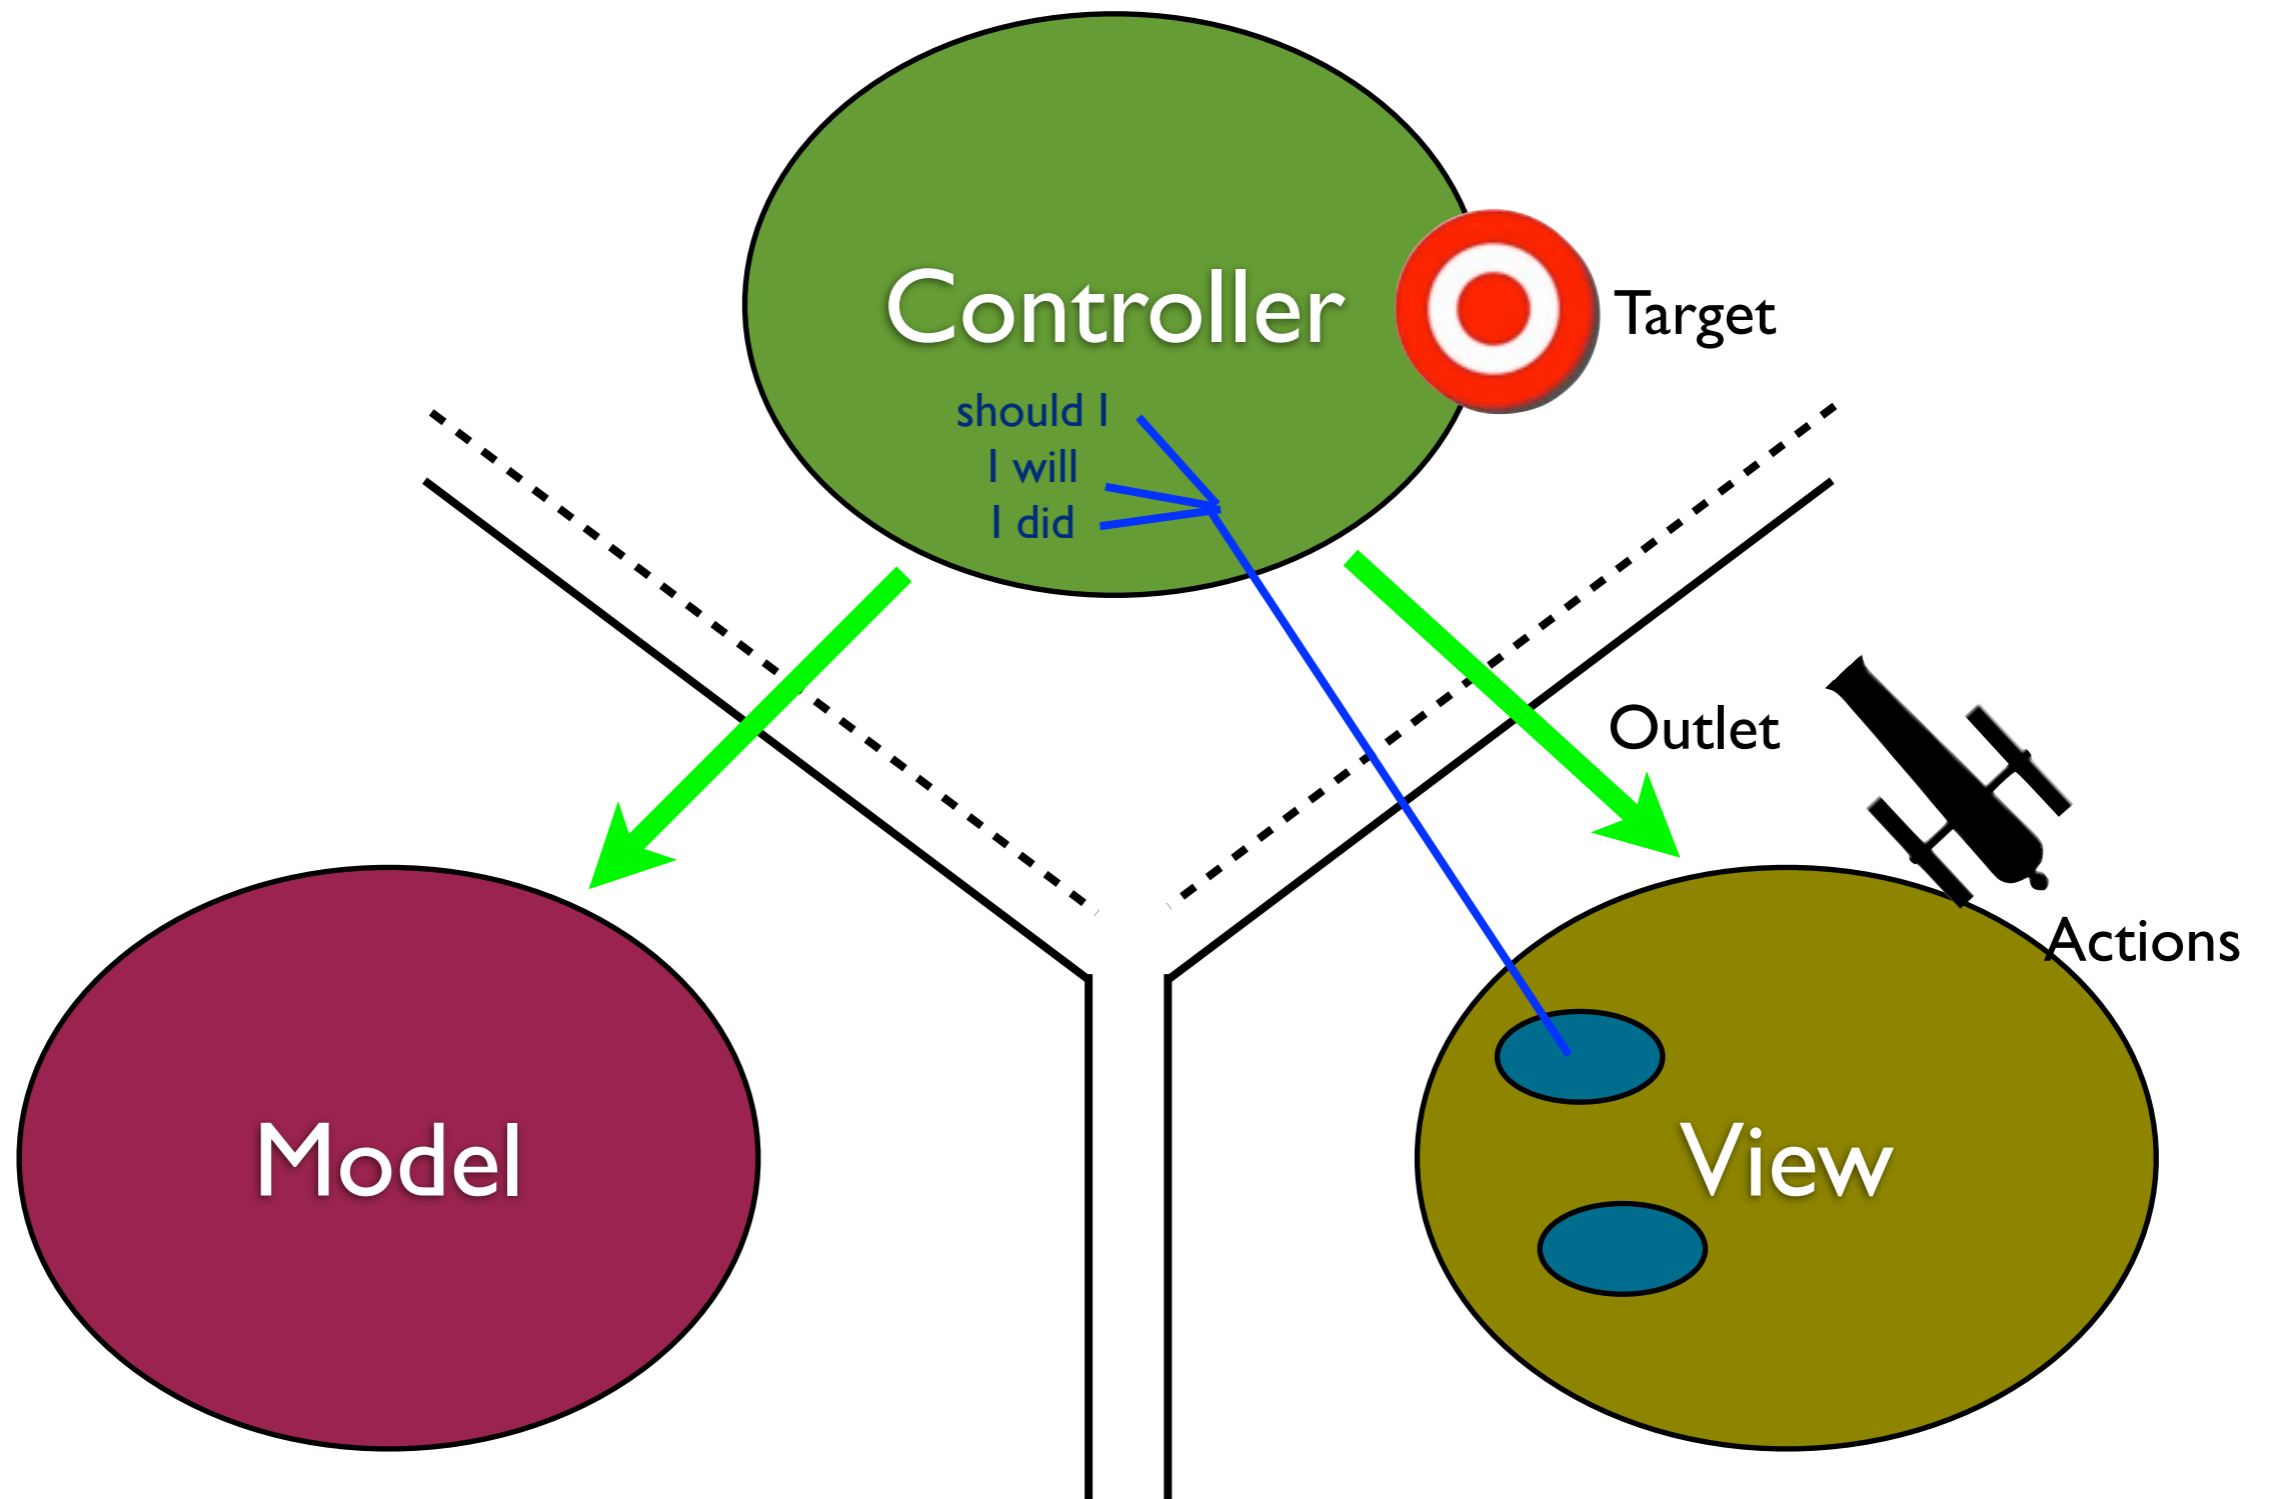 Controller
Target
should I
I will
I did
Outlet
Actions
Model
View